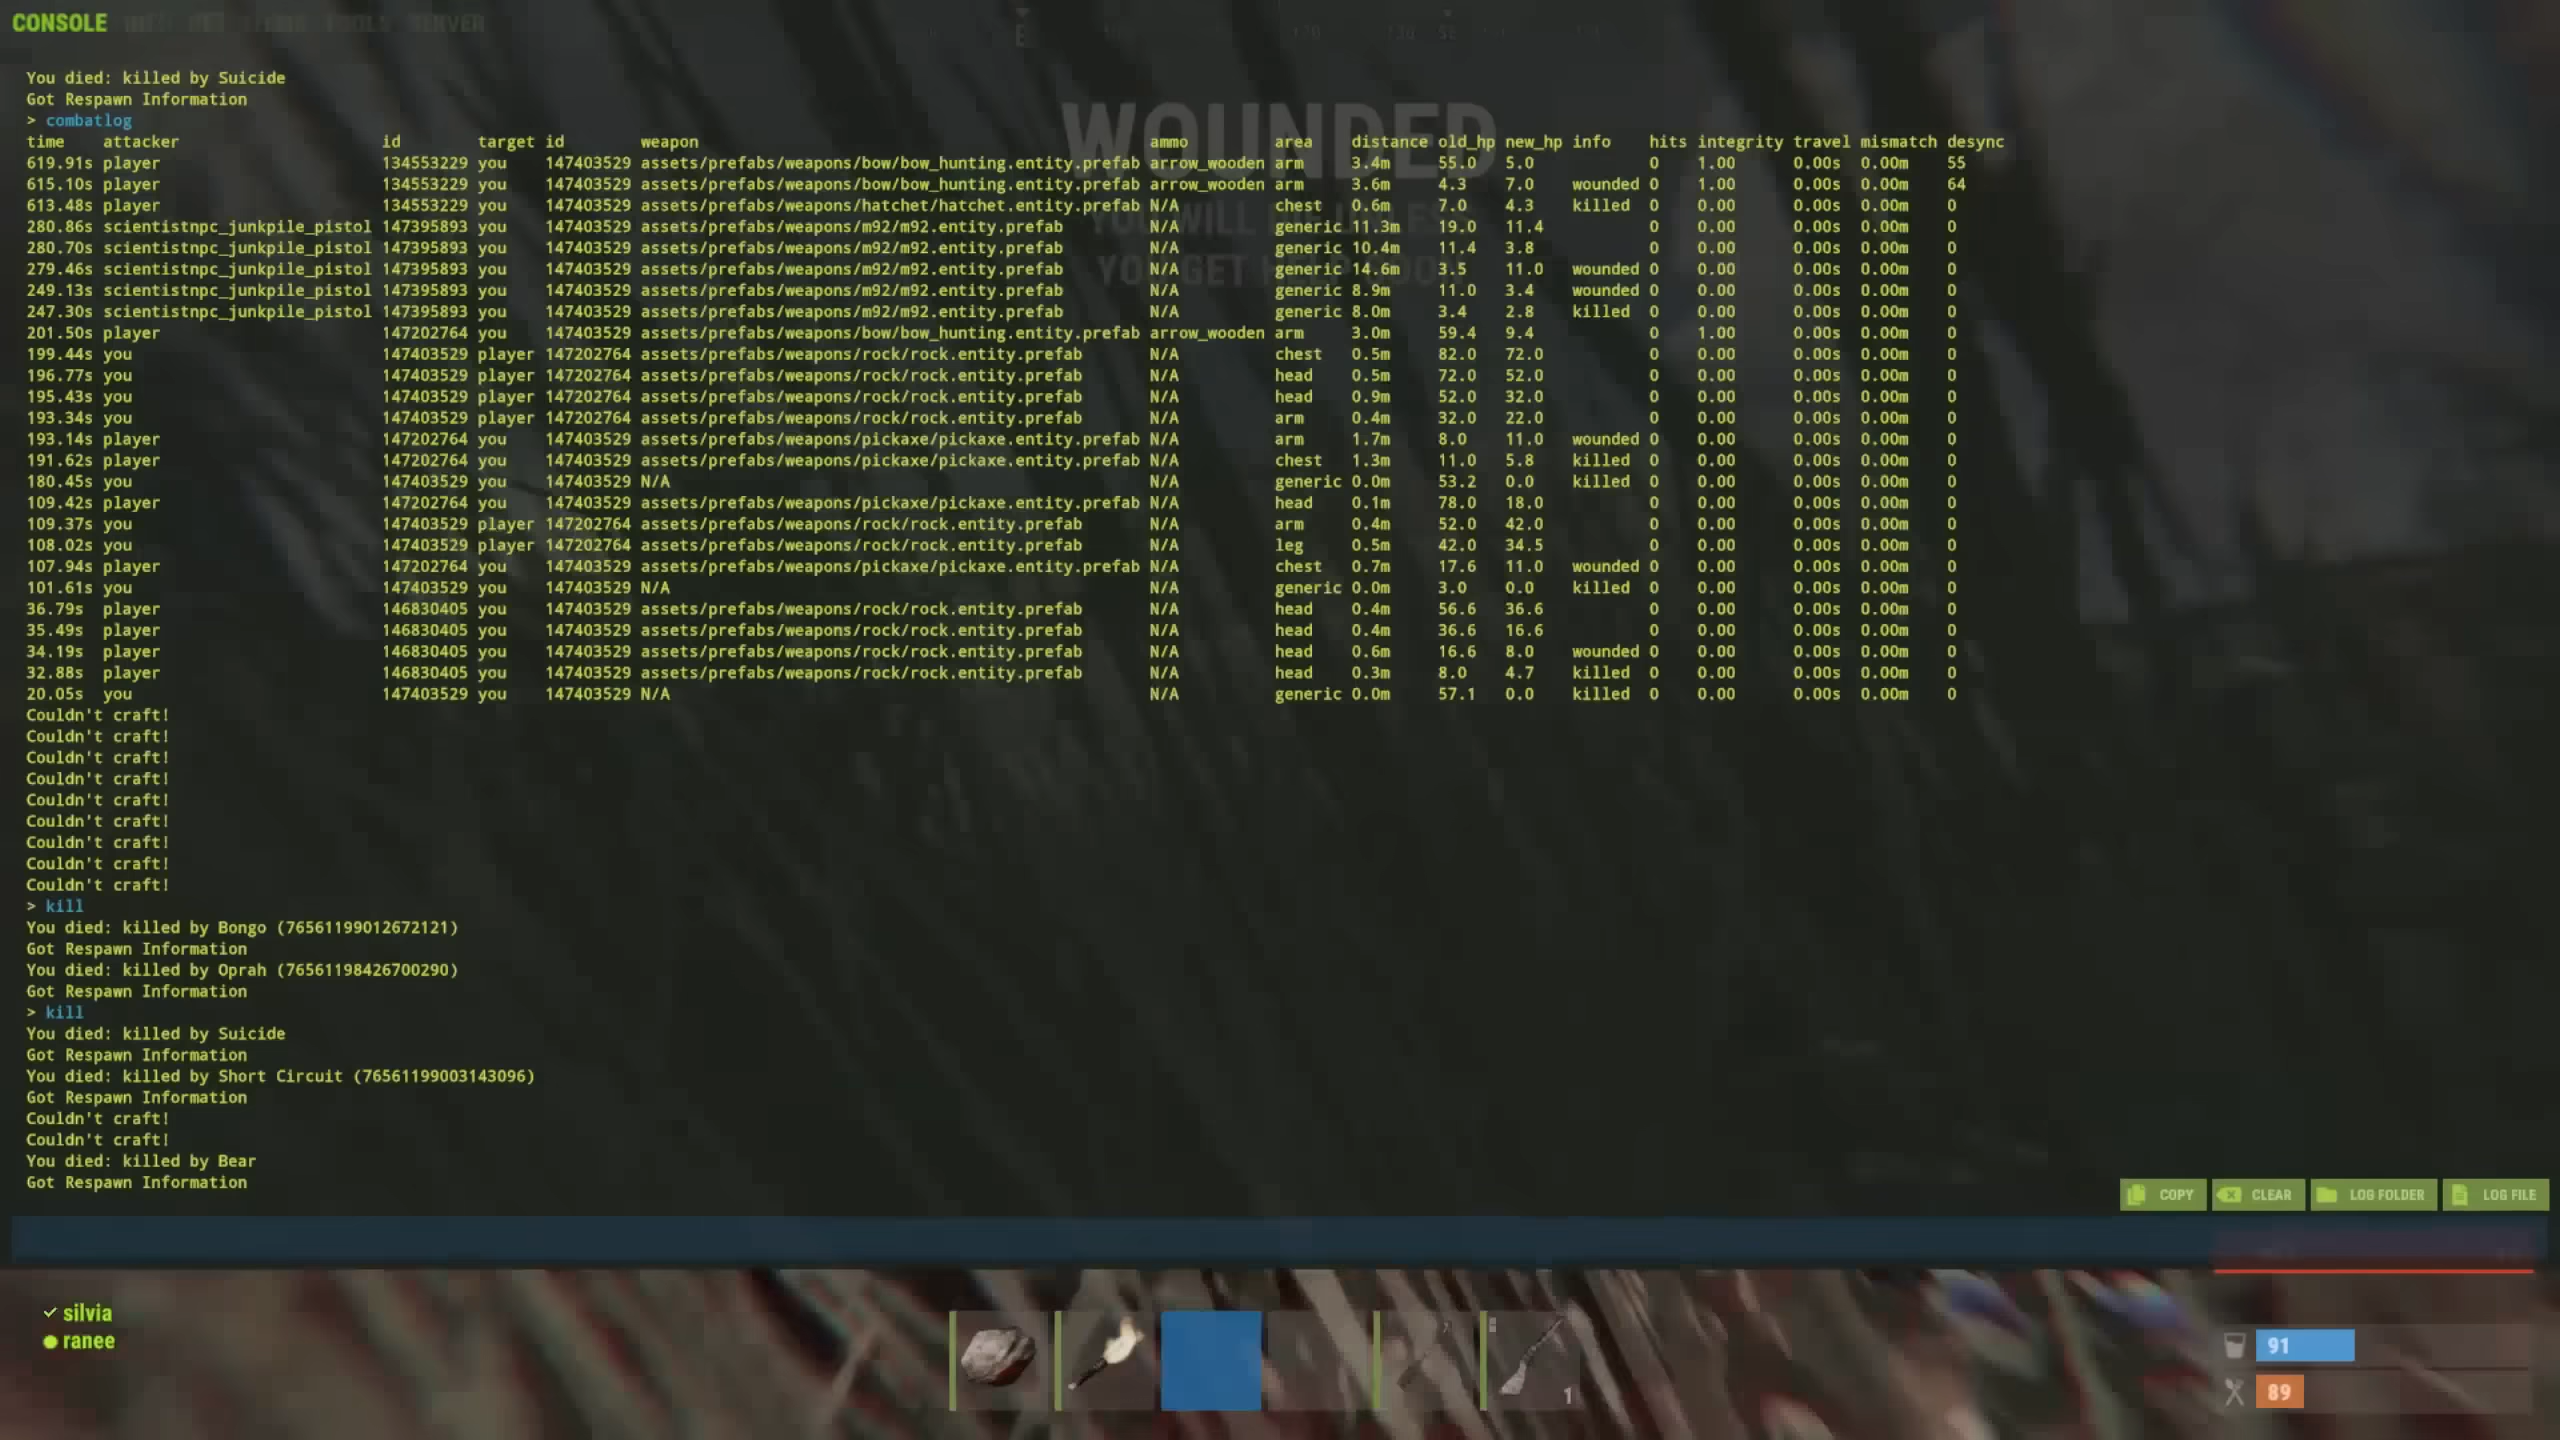 CONSOLE TOOLS SERVER
WOUNDED
You died: killed by Suicide
Got Respawn Information
> combatlog
time attacker id target id weapon ammo area distance old_hp new_hp info hits integrity travel mismatch desync
619.91s player 134553229 you 147403529 assets/prefabs/weapons/bow/bow_hunting.entity.prefab arrow_wooden arm 3.4m 55.0 5.0 0 1.00 0.00s 0.00m 55
615.10s player 134553229 you 147403529 assets/prefabs/weapons/bow/bow_hunting.entity.prefab arrow_wooden arm 3.6m 4.3 7.0 wounded 0 1.00 0.00s 0.00m 64
613.48s player 134553229 you 147403529 assets/prefabs/weapons/hatchet/hatchet.entity.prefab N/A chest 0.6m 7.0 4.3 killed 0 0.00 0.00s 0.00m 0
280.86s scientistnpc_junkpile_pistol 147395893 you 147403529 assets/prefabs/weapons/m92/m92.entity.prefab N/A generic 11.3m 19.0 11.4 0 0.00 0.00s 0.00m 0
280.70s scientistnpc_junkpile_pistol 147395893 you 147403529 assets/prefabs/weapons/m92/m92.entity.prefab N/A generic 10.4m 11.4 3.8 0 0.00 0.00s 0.00m 0
279.46s scientistnpc_junkpile_pistol 147395893 you 147403529 assets/prefabs/weapons/m92/m92.entity.prefab N/A generic 14.6m 3.5 11.0 wounded 0 0.00 0.00s 0.00m 0
249.13s scientistnpc_junkpile_pistol 147395893 you 147403529 assets/prefabs/weapons/m92/m92.entity.prefab N/A generic 8.9m 11.0 3.4 wounded 0 0.00 0.00s 0.00m 0
247.30s scientistnpc_junkpile_pistol 147395893 you 147403529 assets/prefabs/weapons/m92/m92.entity.prefab N/A generic 8.0m 3.4 2.8 killed 0 0.00 0.00s 0.00m 0
201.50s player 147202764 you 147403529 assets/prefabs/weapons/bow/bow_hunting.entity.prefab arrow_wooden arm 3.0m 59.4 9.4 0 1.00 0.00s 0.00m 0
199.44s you 147403529 player 147202764 assets/prefabs/weapons/rock/rock.entity.prefab N/A chest 0.5m 82.0 72.0 0 0.00 0.00s 0.00m 0
196.77s you 147403529 player 147202764 assets/prefabs/weapons/rock/rock.entity.prefab N/A head 0.5m 72.0 52.0 0 0.00 0.00s 0.00m 0
195.43s you 147403529 player 147202764 assets/prefabs/weapons/rock/rock.entity.prefab N/A head 0.9m 52.0 32.0 0 0.00 0.00s 0.00m 0
193.34s you 147403529 player 147202764 assets/prefabs/weapons/rock/rock.entity.prefab N/A arm 0.4m 32.0 22.0 0 0.00 0.00s 0.00m 0
193.14s player 147202764 you 147403529 assets/prefabs/weapons/pickaxe/pickaxe.entity.prefab N/A arm 1.7m 8.0 11.0 wounded 0 0.00 0.00s 0.00m 0
191.62s player 147202764 you 147403529 assets/prefabs/weapons/pickaxe/pickaxe.entity.prefab N/A chest 1.3m 11.0 5.8 killed 0 0.00 0.00s 0.00m 0
180.45s you 147403529 you 147403529 N/A N/A generic 0.0m 53.2 0.0 killed 0 0.00 0.00s 0.00m 0
109.42s player 147202764 you 147403529 assets/prefabs/weapons/pickaxe/pickaxe.entity.prefab N/A head 0.1m 78.0 18.0 0 0.00 0.00s 0.00m 0
109.37s you 147403529 player 147202764 assets/prefabs/weapons/rock/rock.entity.prefab N/A arm 0.4m 52.0 42.0 0 0.00 0.00s 0.00m 0
108.02s you 147403529 player 147202764 assets/prefabs/weapons/rock/rock.entity.prefab N/A leg 0.5m 42.0 34.5 0 0.00 0.00s 0.00m 0
107.94s player 147202764 you 147403529 assets/prefabs/weapons/pickaxe/pickaxe.entity.prefab N/A chest 0.7m 17.6 11.0 wounded 0 0.00 0.00s 0.00m 0
101.61s you 147403529 you 147403529 N/A N/A generic 0.0m 3.0 0.0 killed 0 0.00 0.00s 0.00m 0
36.79s player 146830405 you 147403529 assets/prefabs/weapons/rock/rock.entity.prefab N/A head 0.4m 56.6 36.6 0 0.00 0.00s 0.00m 0
35.49s player 146830405 you 147403529 assets/prefabs/weapons/rock/rock.entity.prefab N/A head 0.4m 36.6 16.6 0 0.00 0.00s 0.00m 0
34.19s player 146830405 you 147403529 assets/prefabs/weapons/rock/rock.entity.prefab N/A head 0.6m 16.6 8.0 wounded 0 0.00 0.00s 0.00m 0
32.88s player 146830405 you 147403529 assets/prefabs/weapons/rock/rock.entity.prefab N/A head 0.3m 8.0 4.7 killed 0 0.00 0.00s 0.00m 0
20.05s you 147403529 you 147403529 N/A N/A generic 0.0m 57.1 0.0 killed 0 0.00 0.00s 0.00m 0
Couldn't craft!
Couldn't craft!
Couldn't craft!
Couldn't craft!
Couldn't craft!
Couldn't craft!
Couldn't craft!
Couldn't craft!
Couldn't craft!
> kill
You died: killed by Bongo (76561199012672121)
Got Respawn Information
You died: killed by Oprah (76561198426700290)
Got Respawn Information
> kill
You died: killed by Suicide
Got Respawn Information
You died: killed by Short Circuit (76561199003143096)
Got Respawn Information
Couldn't craft!
Couldn't craft!
You died: killed by Bear
Got Respawn Information
COPY CLEAR LOG FOLDER LOG FILE
silvia
ranee
1
91
89